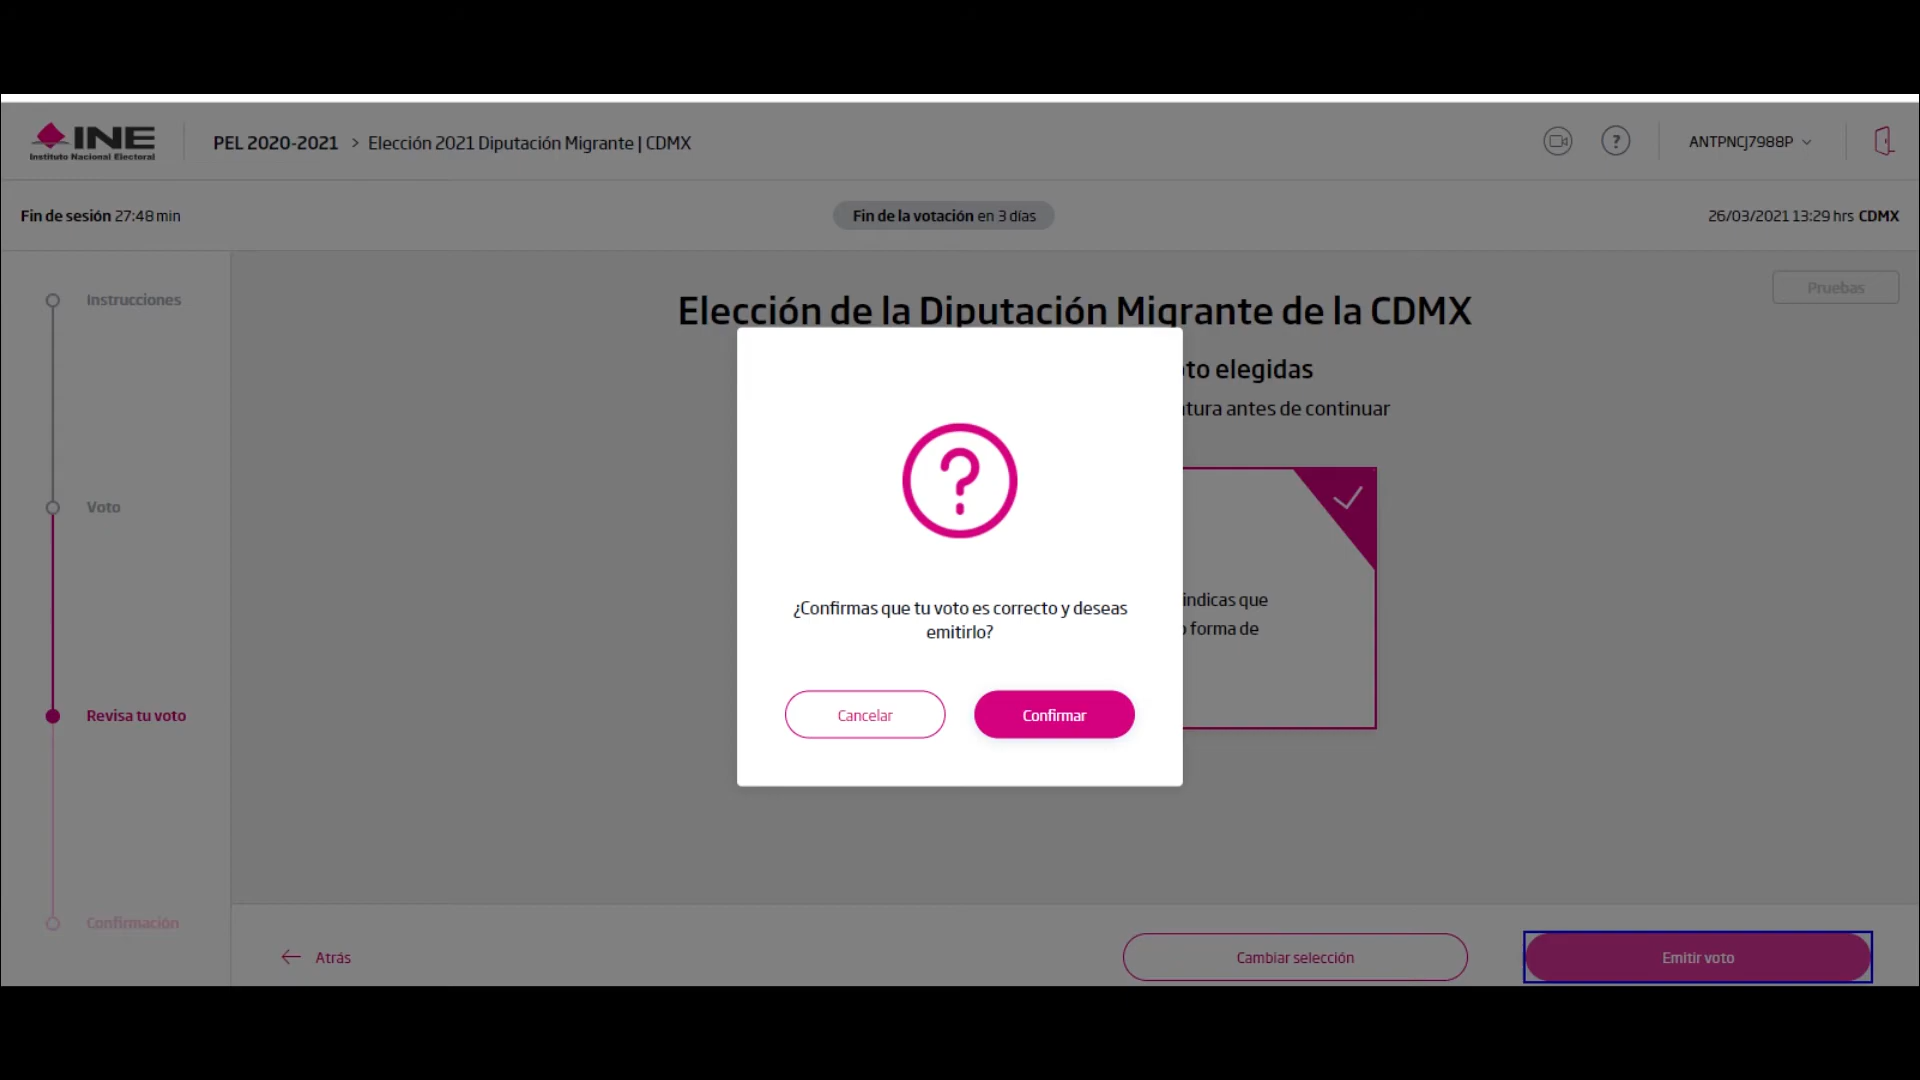 INE
Instituto Nacional Electoral
PEL 2020-2021 > Elección 2021 Diputación Migrante | CDMX
?
ANTPNCJ7988P
Fin de sesión 27:48 min
Fin de la votación en 3 días
26/03/2021 13:29 hrs CDMX
Instrucciones
Voto
Revisa tu voto
Confirmación
Pruebas
Elección de la Diputación Migrante de la CDMX
elegidas
antes de continuar
indicas que
forma de
?
¿Confirmas que tu voto es correcto y deseas
emitirlo?
Cancelar
Confirmar
Atrás
Cambiar selección
Emitir voto